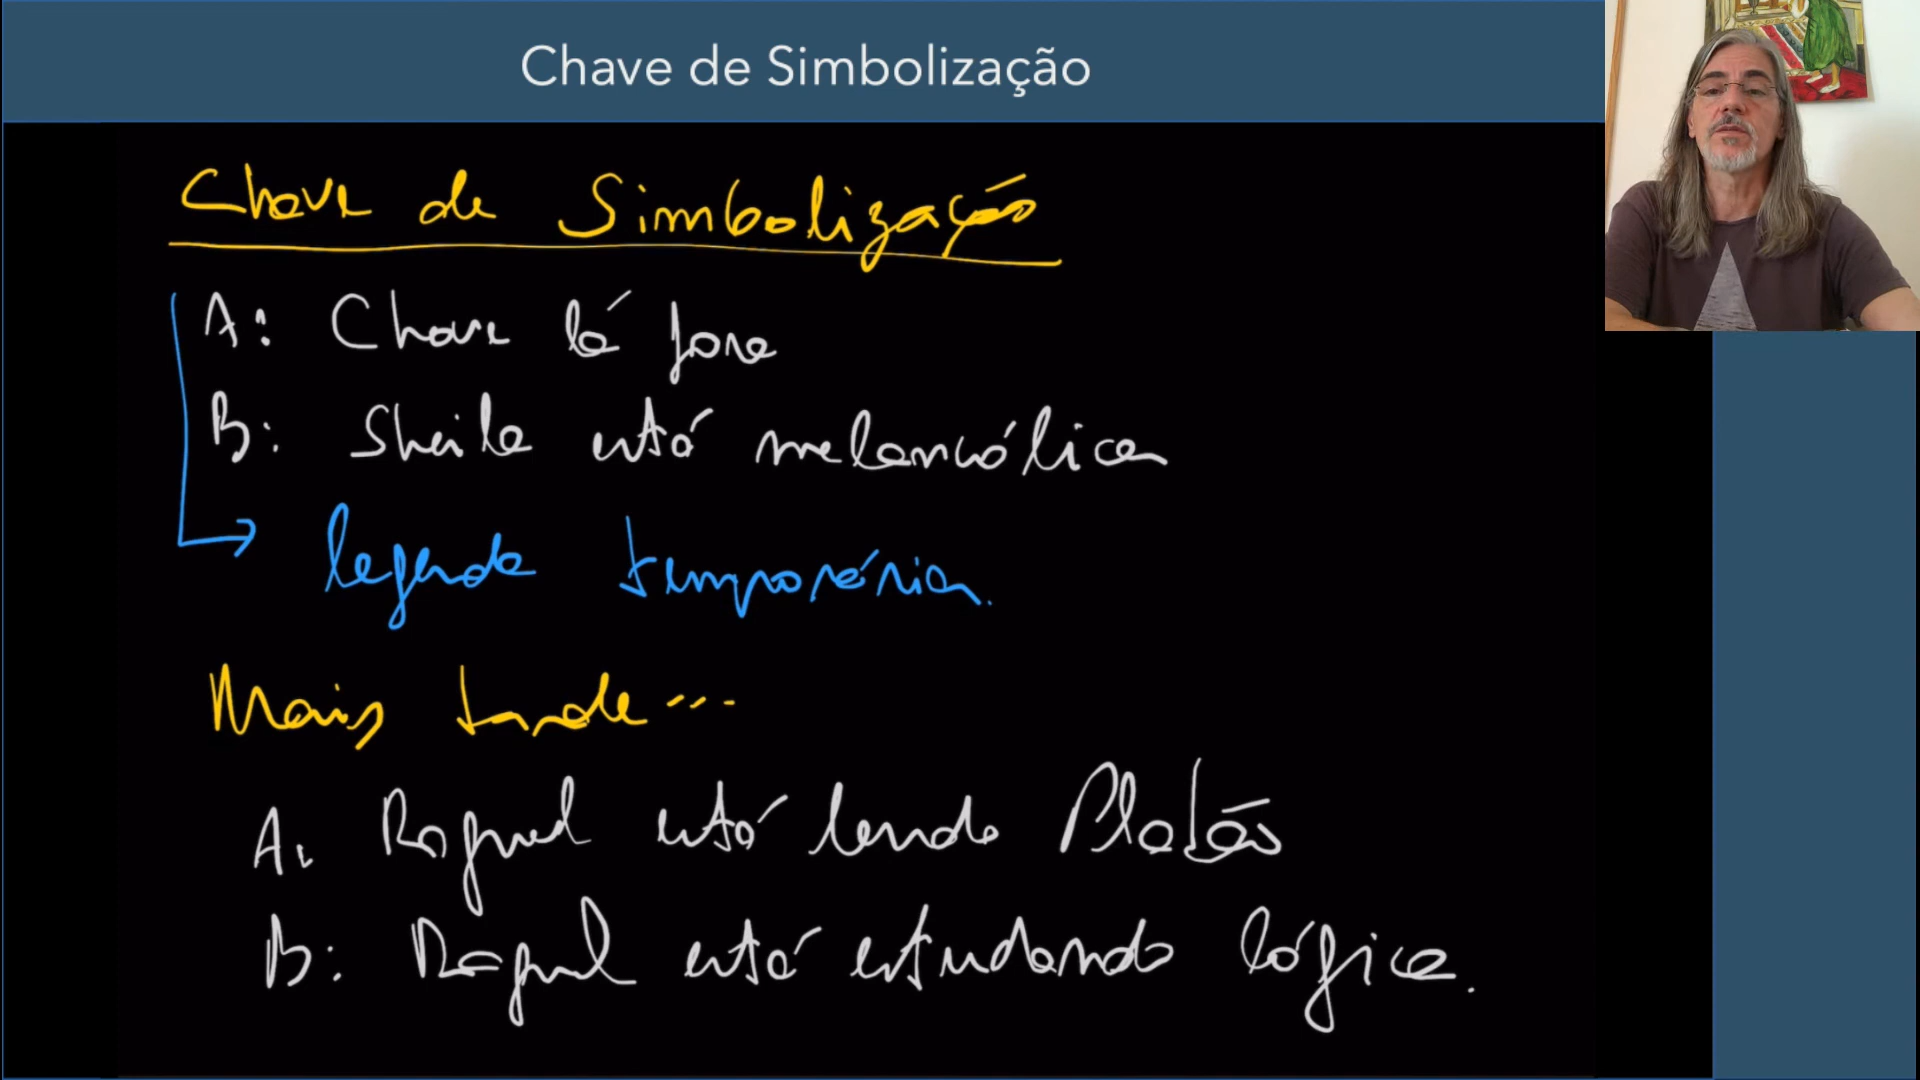 Chave de Simbolização
Chave de Simbolização
A: Chove lá fora
B: Sheila está melancólica
legenda temporária.
Mais tarde...
A: Raquel está lendo Platão
B: Raquel está estudando lógica.